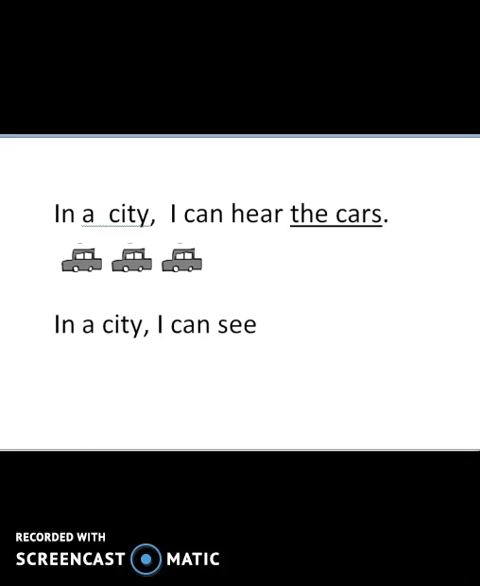 In a  city,  I can hear the cars.
In a city, I can see
RECORDED WITH
SCREENCAST MATIC